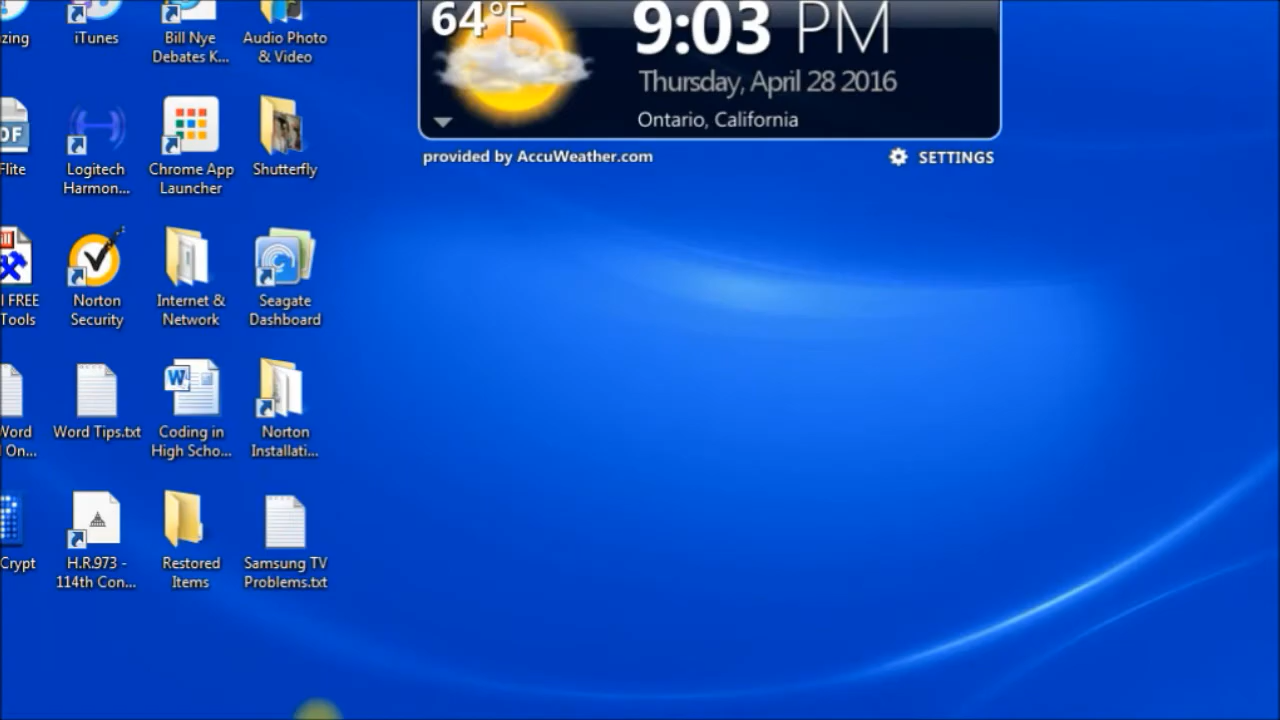 64°F
9:03 PM
Thursday, April 28 2016
Ontario, California
provided by AccuWeather.com
SETTINGS
zing
iTunes
Bill Nye
Debates K...
Audio Photo
& Video
DF
Flite
Logitech
Harmon...
Chrome App
Launcher
Shutterfly
l FREE
Tools
Norton
Security
Internet &
Network
Seagate
Dashboard
Word
On...
Word Tips.txt
Coding in
High Scho...
Norton
Installati...
Crypt
H.R.973 -
114th Con...
Restored
Items
Samsung TV
Problems.txt